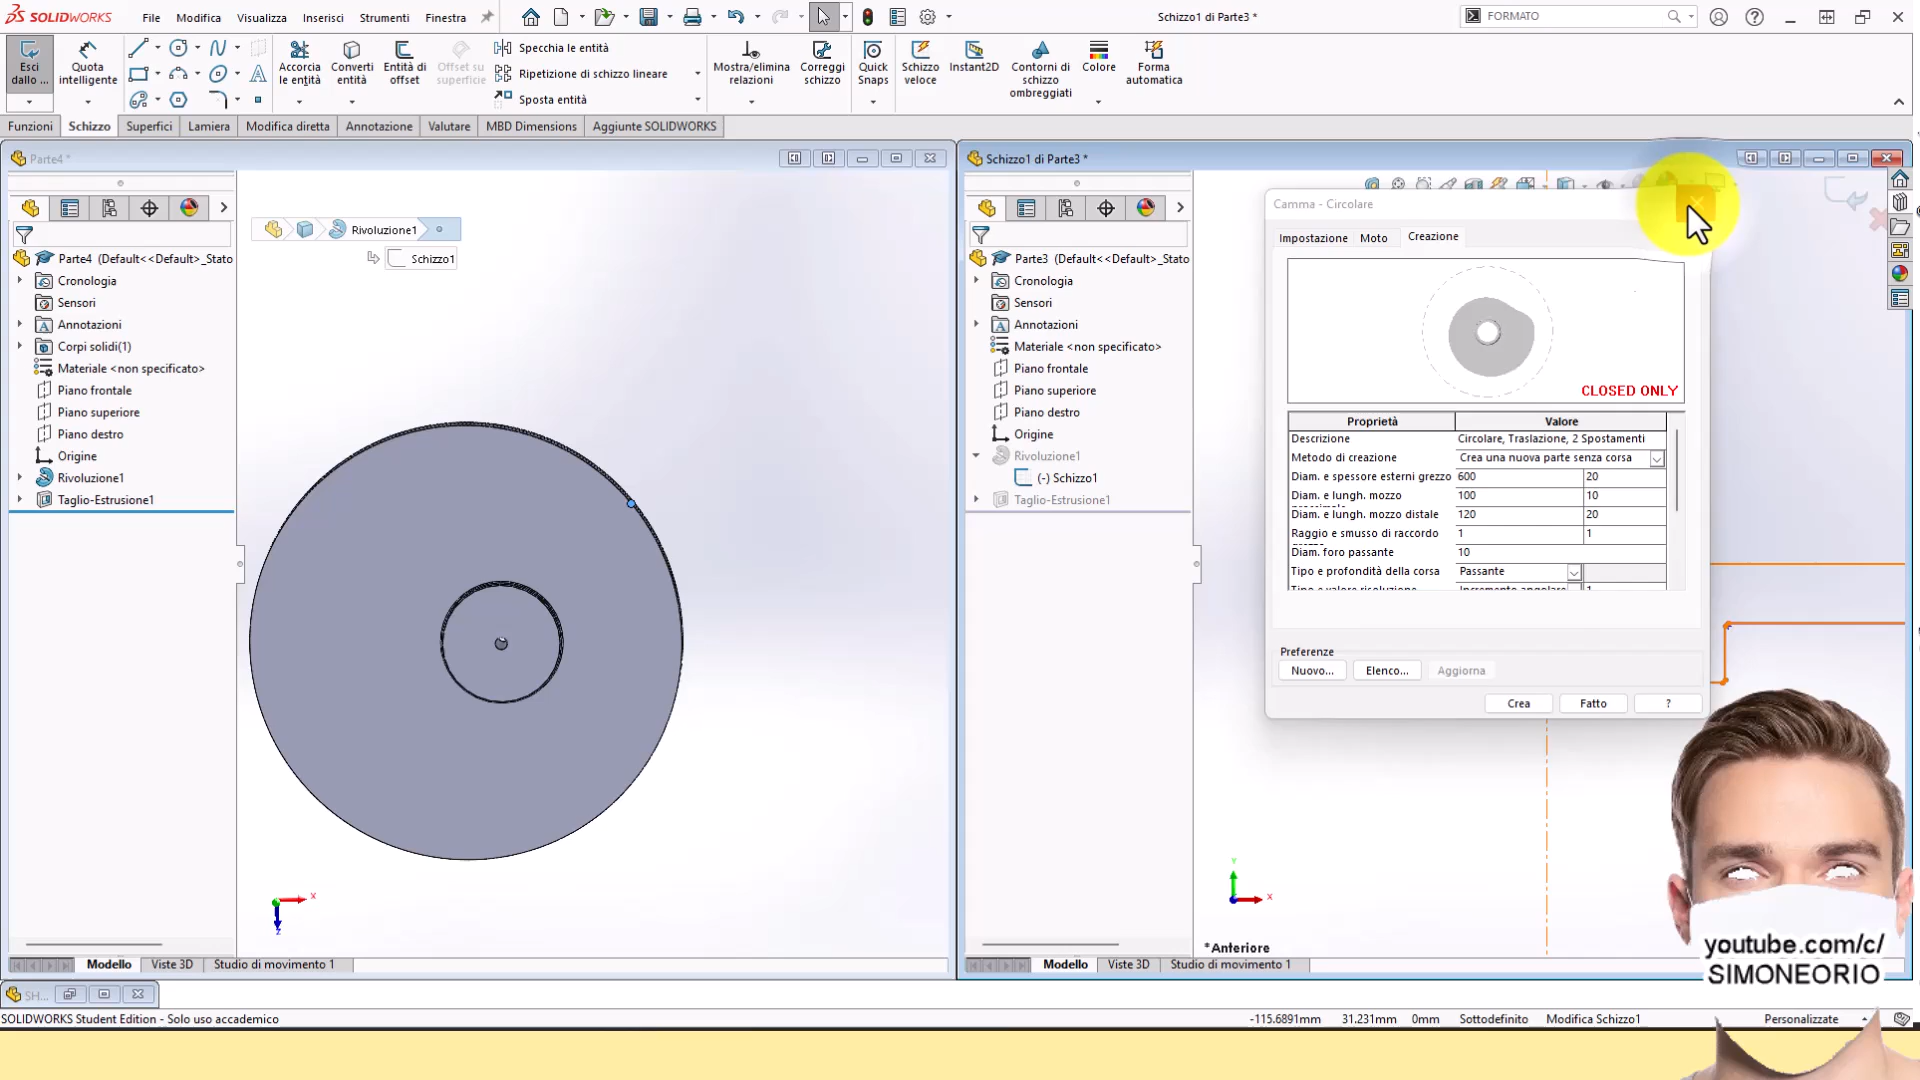 SOLIDWORKS
File Modifica Visualizza Inserisci Strumenti Finestra
Schizzo1 di Parte3 *
FORMATO
Esci dallo ...
Quota intelligente
Accorcia le entità
Converti entità
Entità di offset
Offset su superficie
Specchia le entità
Ripetizione di schizzo lineare
Sposta entità
Mostra/elimina relazioni
Correggi schizzo
Quick Snaps
Schizzo veloce
Instant2D
Contorni di schizzo ombreggiati
Colore
Forma automatica
Funzioni Schizzo Superfici Lamiera Modifica diretta Annotazione Valutare MBD Dimensions Aggiunte SOLIDWORKS
Parte4 *
Parte4 (Default<<Default>_Stato
Cronologia
Sensori
Annotazioni
Corpi solidi(1)
Materiale <non specificato>
Piano frontale
Piano superiore
Piano destro
Origine
Rivoluzione1
Taglio-Estrusione1
Rivoluzione1
Schizzo1
X
Z
Modello Vista 3D Studio di movimento 1
Schizzo1 di Parte3 *
Parte3 (Default<<Default>_Stato
Cronologia
Sensori
Annotazioni
Materiale <non specificato>
Piano frontale
Piano superiore
Piano destro
Origine
Rivoluzione1
(-) Schizzo1
Taglio-Estrusione1
Camma - Circolare
Impostazione Moto Creazione
CLOSED ONLY
Proprietà Valore
Descrizione Circolare, Traslazione, 2 Spostamenti
Metodo di creazione Crea una nuova parte senza corsa
Diam. e spessore esterni grezzo 600 20
Diam. e lungh. mozzo 100 10
Diam. e lungh. mozzo distale 120 20
Raggio e smusso di raccordo 1 1
Diam. foro passante 10
Tipo e profondità della corsa Passante
Tipo e valore risoluzione Incremento angolare 1
Preferenze
Nuovo... Elenco... Aggiorna
Crea Fatto ?
Y
X
*Anteriore
Modello Viste 3D Studio di movimento 1
youtube.com/c/
SIMONEORIO
SH...
SOLIDWORKS Student Edition - Solo uso accademico
-115.6891mm 31.231mm 0mm Sottodefinito Modifica Schizzo1 Personalizzate